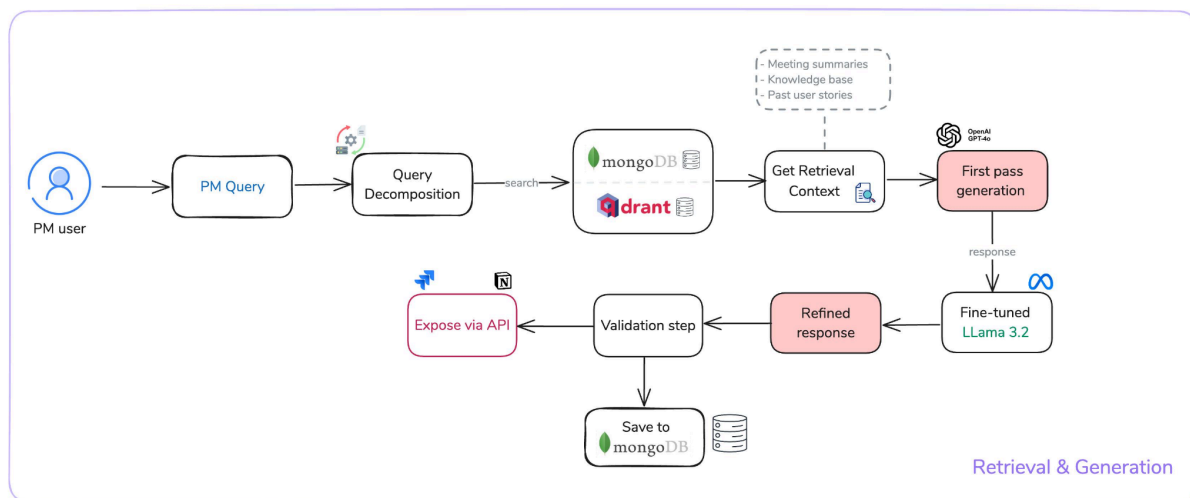 - Meeting summaries
- Knowledge base
- Past user stories
PM user
PM Query
Query
Decomposition
search
mongoDB
qdrant
Get Retrieval
Context
OpenAI
GPT-4o
First pass
generation
response
Fine-tuned
LLama 3.2
Refined
response
Validation step
N
Expose via API
Save to
mongoDB
Retrieval & Generation